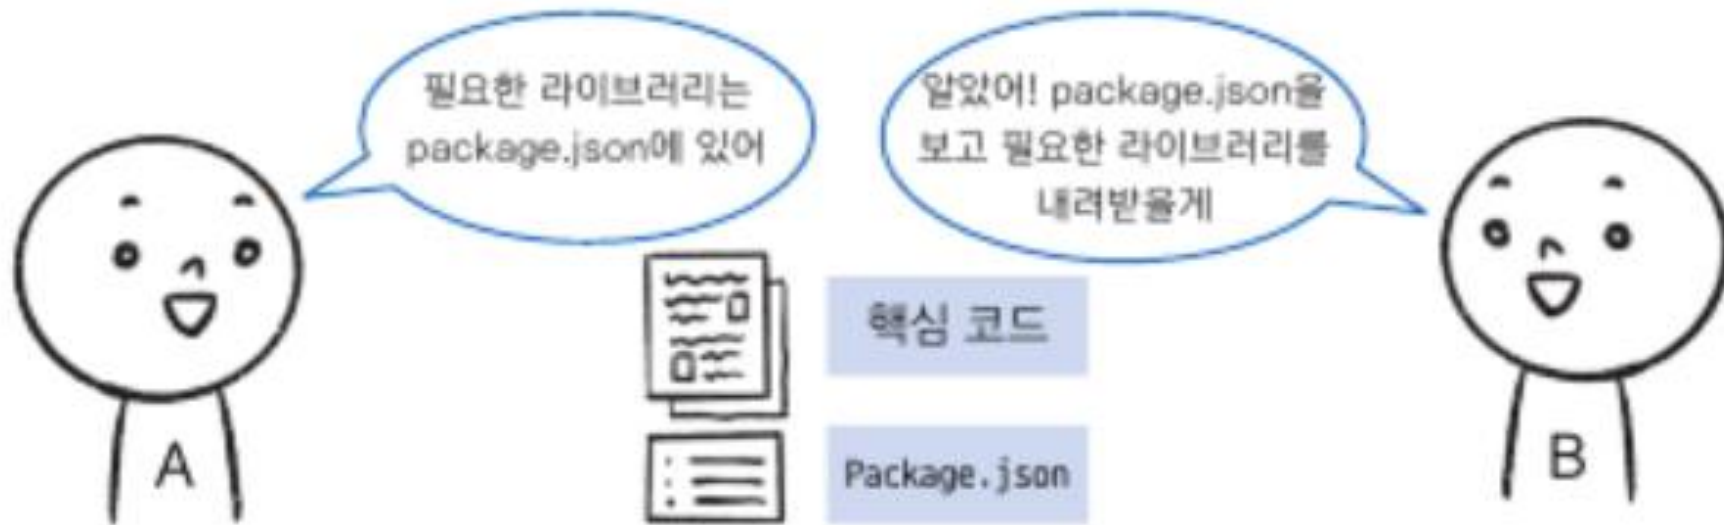 필요한 라이브러리는
package.json에 있어
알았어! package.json을
보고 필요한 라이브러리를
내려받을게
핵심 코드
Package.json
A
B